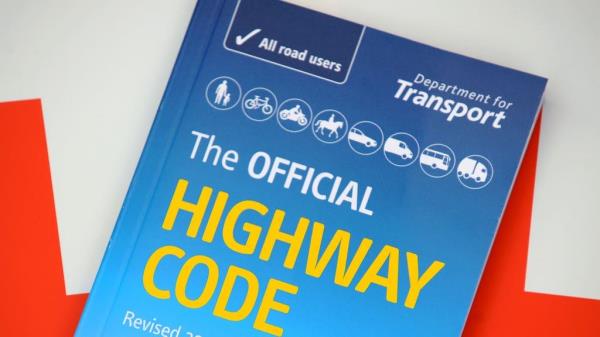 All road users
Department for
Transport
The OFFICIAL
HIGHWAY
CODE
Revised